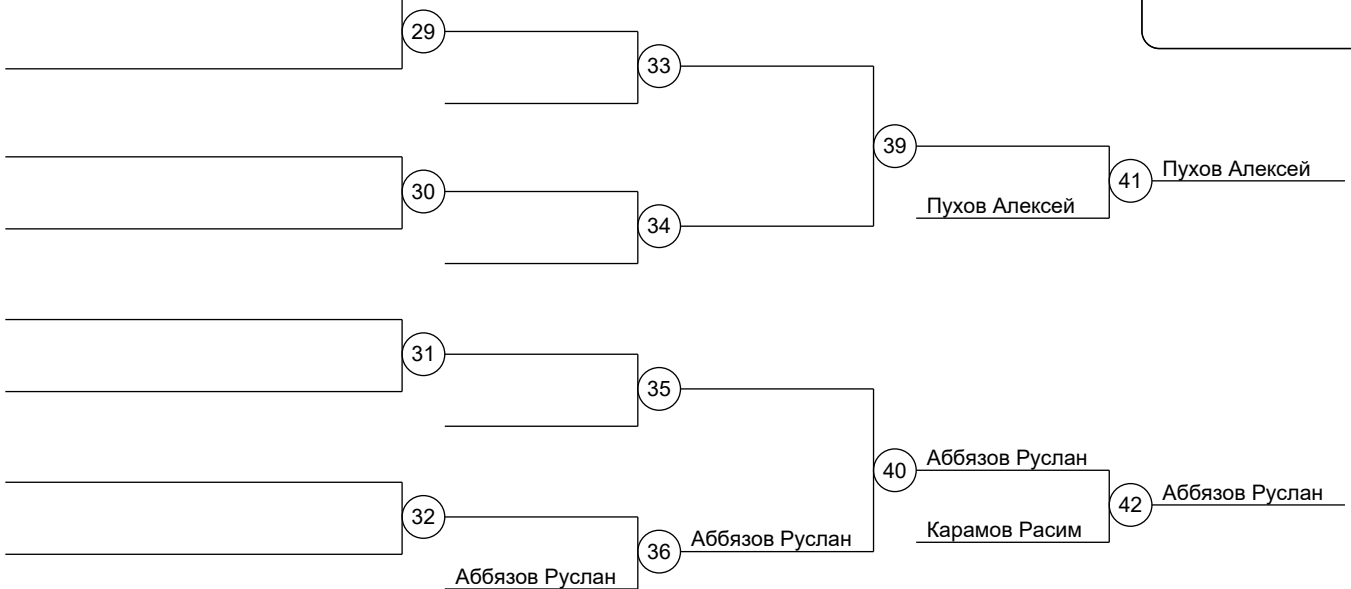 29
33
39
Пухов Алексей
41
30
Пухов Алексей
34
31
35
Аббязов Руслан
40
Аббязов Руслан
42
32
Карамов Расим
Аббязов Руслан
36
Аббязов Руслан